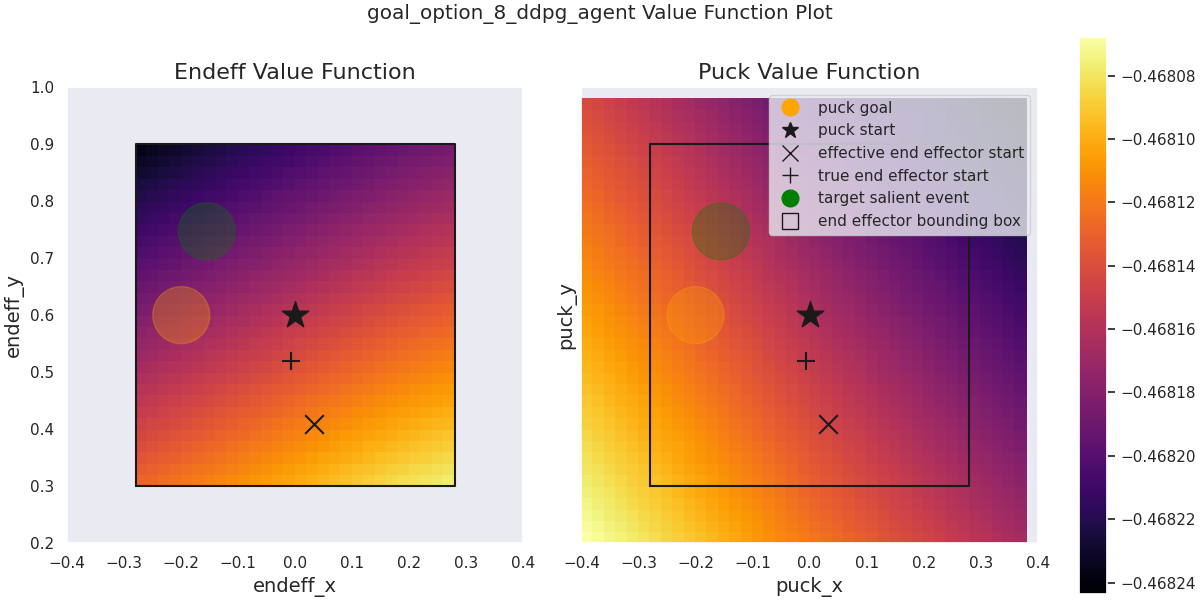 goal_option_8_ddpg_agent Value Function Plot
Endeff Value Function
endeff_y
1.0
0.9
0.8
0.7
0.6
0.5
0.4
0.3
0.2
−0.4 −0.3 −0.2 −0.1 0.0 0.1 0.2 0.3 0.4
endeff_x
Puck Value Function
puck_y
puck goal
puck start
effective end effector start
true end effector start
target salient event
end effector bounding box
−0.4 −0.3 −0.2 −0.1 0.0 0.1 0.2 0.3 0.4
puck_x
−0.46808
−0.46810
−0.46812
−0.46814
−0.46816
−0.46818
−0.46820
−0.46822
−0.46824